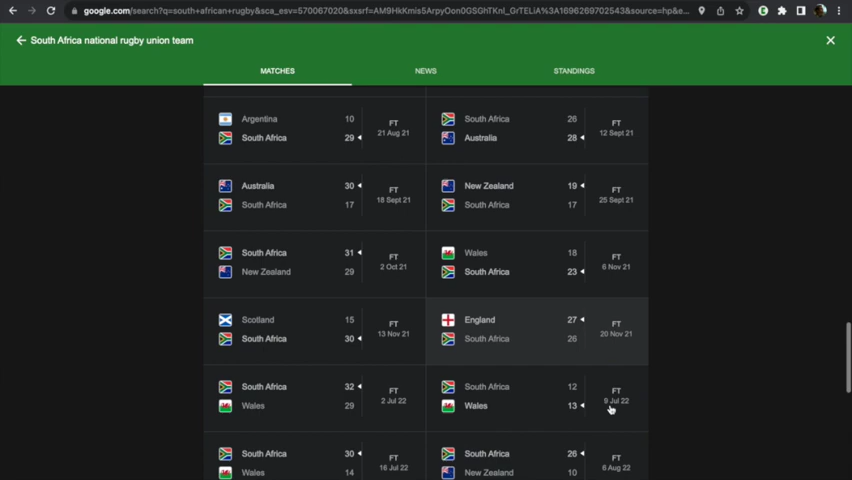 google.com/search?q=south+african+rugby&sca_esv=570067020&sxsrf=AM9HkKmis5ArpyOon0GSGhTKnI_GrTELiA%3A1696269702543&source=hp&e...
South Africa national rugby union team
MATCHES NEWS STANDINGS
Argentina 10
South Africa 29
FT
21 Aug 21
South Africa 26
Australia 28
FT
12 Sept 21
Australia 30
South Africa 17
FT
18 Sept 21
New Zealand 19
South Africa 17
FT
25 Sept 21
South Africa 31
New Zealand 29
FT
2 Oct 21
Wales 18
South Africa 23
FT
6 Nov 21
Scotland 15
South Africa 30
FT
13 Nov 21
England 27
South Africa 26
FT
20 Nov 21
South Africa 32
Wales 29
FT
2 Jul 22
South Africa 12
Wales 13
FT
9 Jul 22
South Africa 30
Wales 14
FT
16 Jul 22
South Africa 26
New Zealand 10
FT
6 Aug 22